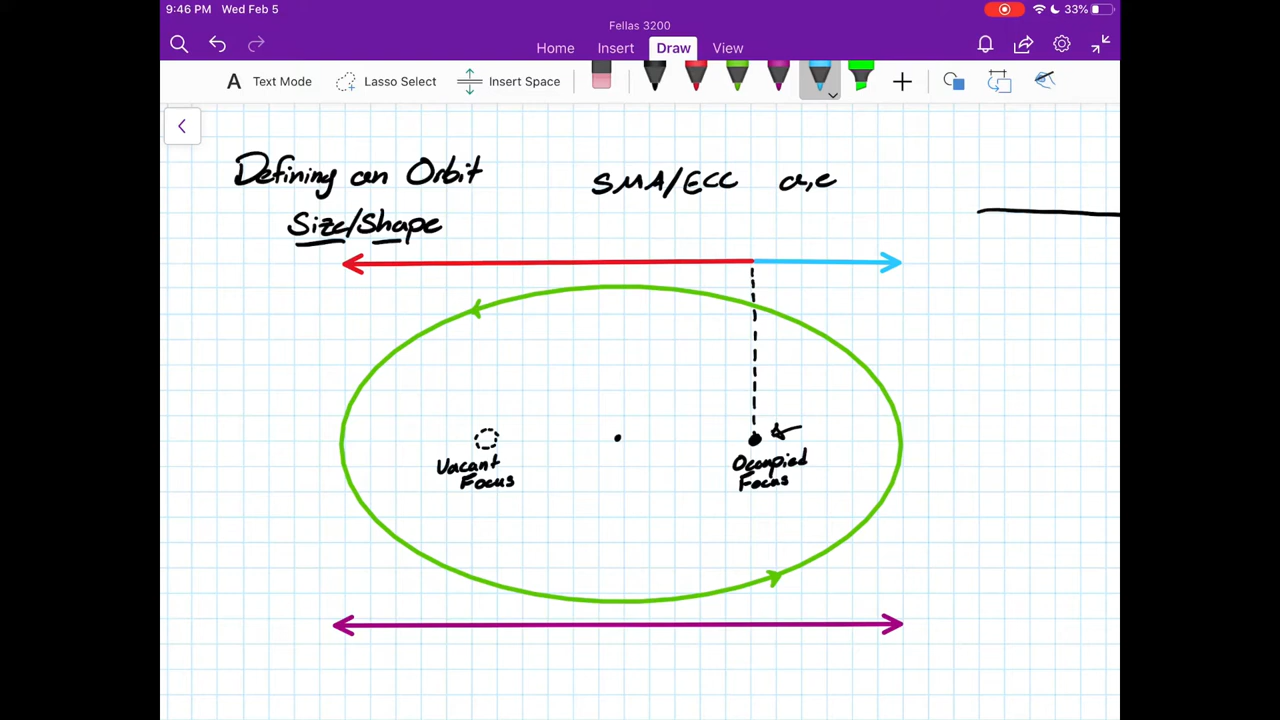 9:46 PM Wed Feb 5
33%
Fellas 3200
Home Insert Draw View
A Text Mode Lasso Select Insert Space
Defining an Orbit
SMA/ECC a,e
Size/Shape
Vacant
Focus
Occupied
Focus